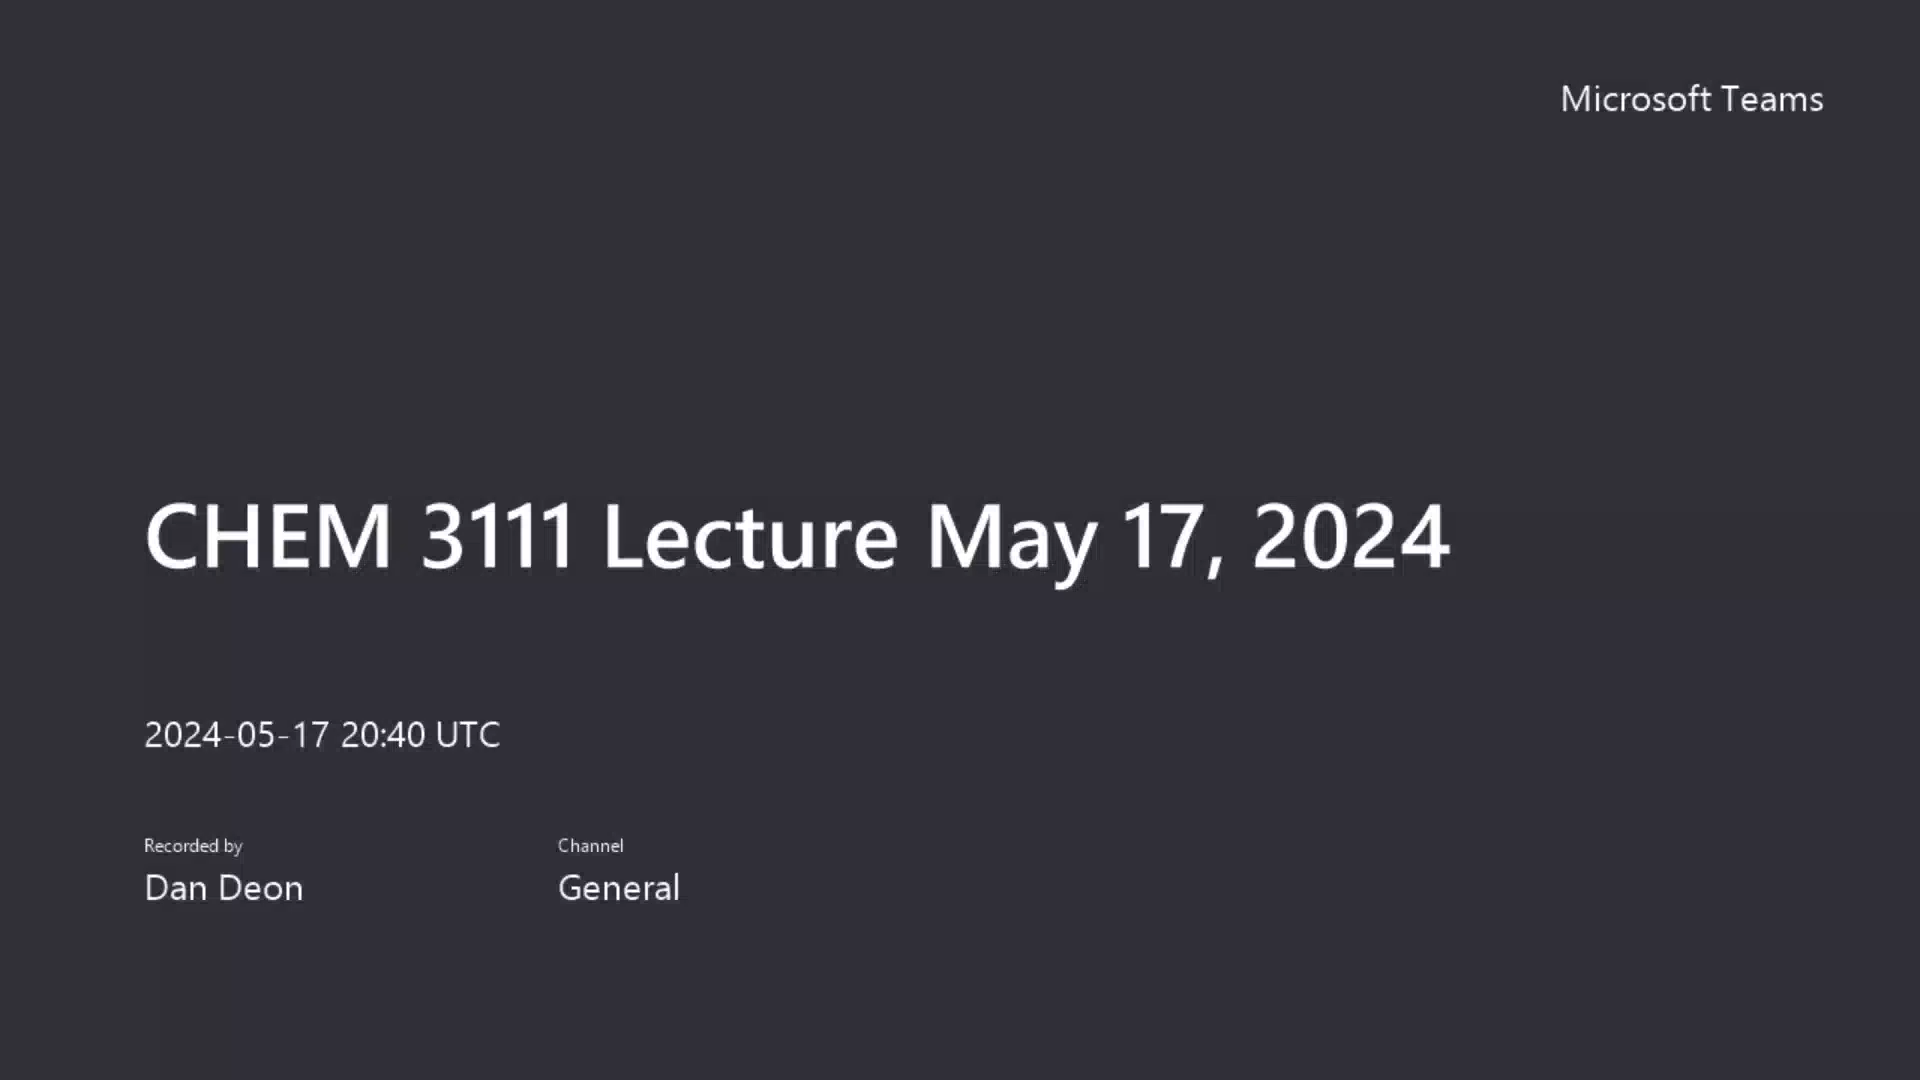 Microsoft Teams
CHEM 3111 Lecture May 17, 2024
2024-05-17 20:40 UTC
Recorded by
Channel
Dan Deon
General